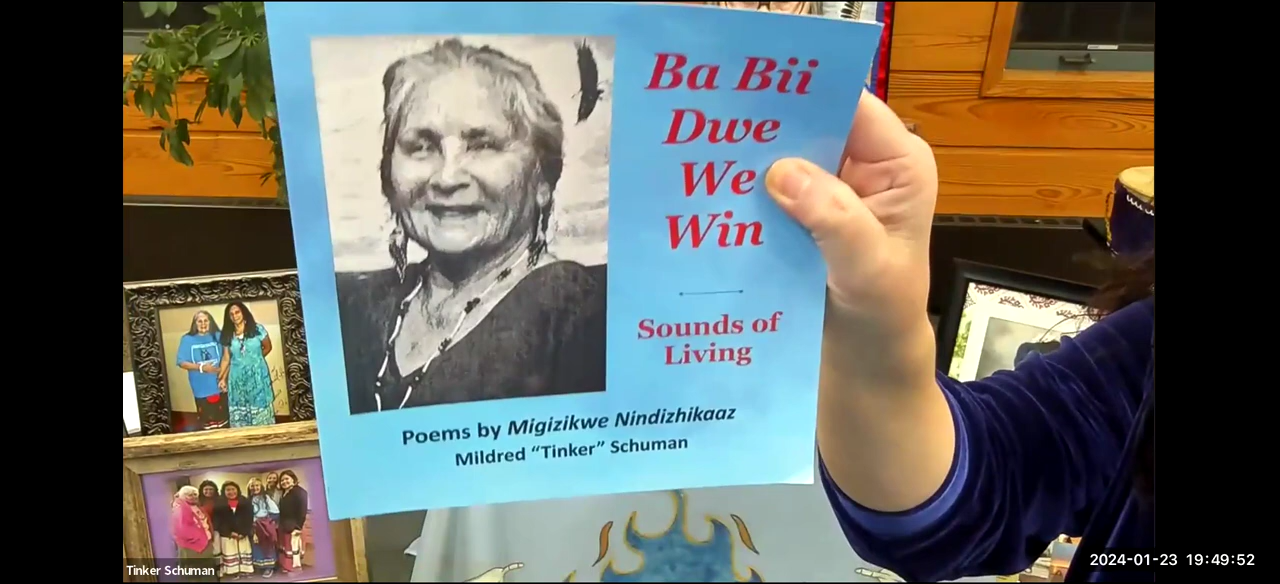 Ba Bii
Dwe
We
Win
Sounds of
Living
Poems by Migizikwe Nindizhikaaz
Mildred “Tinker” Schuman
Tinker Schuman
2024-01-23 19:49:52